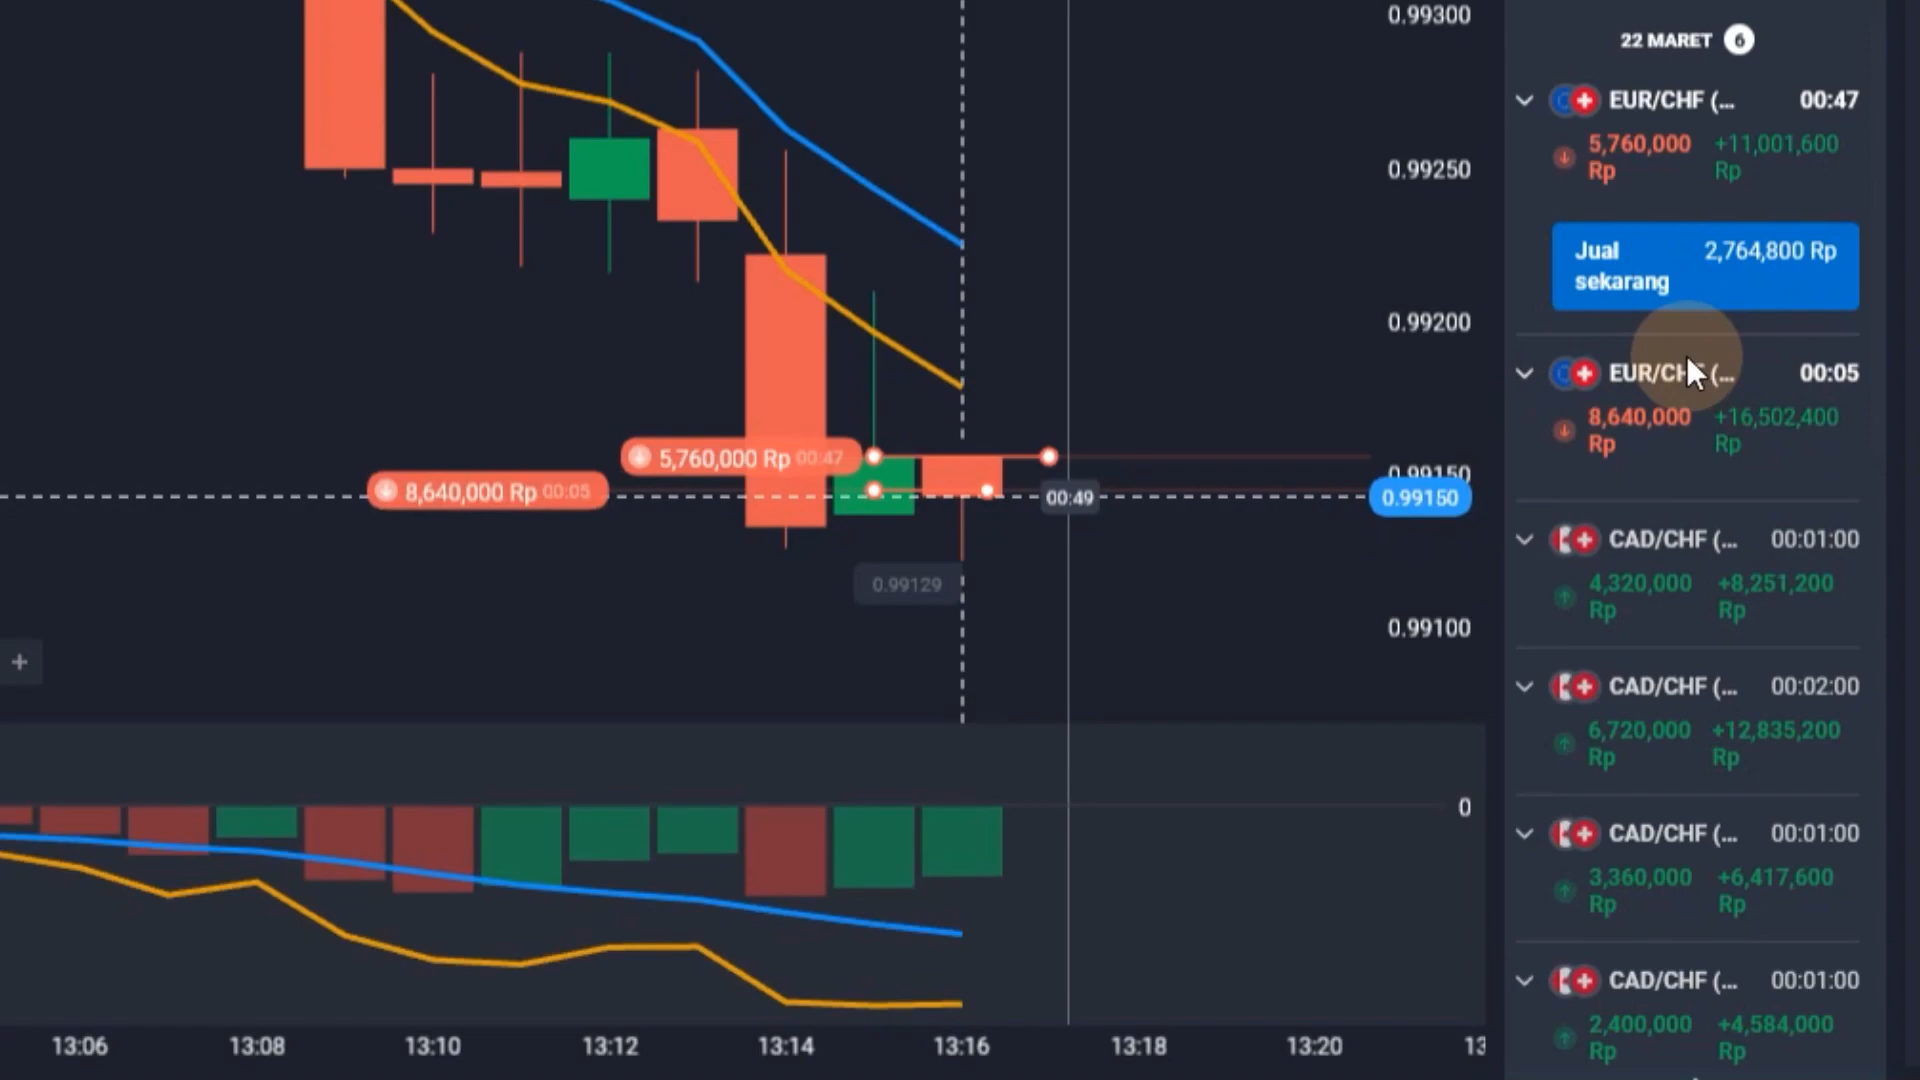 0.99300
0.99250
0.99200
0.99150
0.99150
0.99100
5,760,000 Rp 00:47
8,640,000 Rp 00:05
00:49
0.99129
+
0
13:06
13:08
13:10
13:12
13:14
13:16
13:18
13:20
22 MARET 6
EUR/CHF (... 00:47
5,760,000 +11,001,600
Rp Rp
Jual 2,764,800 Rp
sekarang
EUR/CHF (... 00:05
8,640,000 +16,502,400
Rp Rp
CAD/CHF (... 00:01:00
4,320,000 +8,251,200
Rp Rp
CAD/CHF (... 00:02:00
6,720,000 +12,835,200
Rp Rp
CAD/CHF (... 00:01:00
3,360,000 +6,417,600
Rp Rp
CAD/CHF (... 00:01:00
2,400,000 +4,584,000
Rp Rp